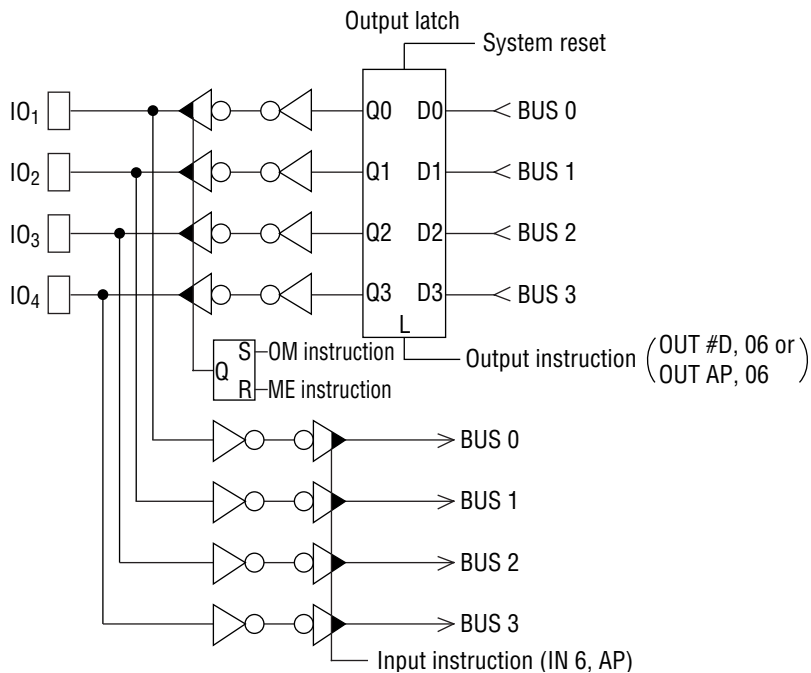 Output latch
System reset
IO1 Q0 D0 BUS 0
IO2 Q1 D1 BUS 1
IO3 Q2 D2 BUS 2
IO4 Q3 D3 BUS 3
L
S OM instruction
Q
R ME instruction
Output instruction (OUT #D, 06 or
OUT AP, 06)
BUS 0
BUS 1
BUS 2
BUS 3
Input instruction (IN 6, AP)